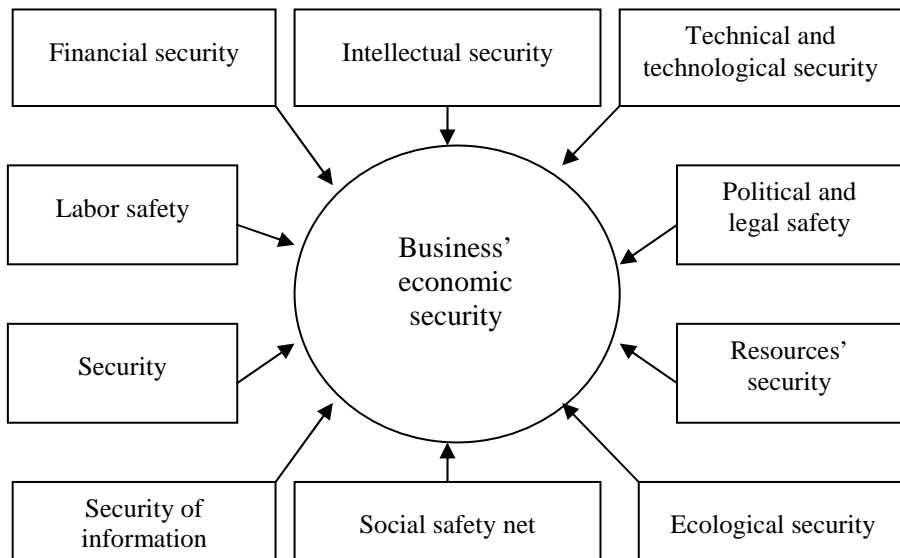 Financial security
Intellectual security
Technical and
technological security
Labor safety
Political and
legal safety
Business’
economic
security
Security
Resources’
security
Security of
information
Social safety net
Ecological security